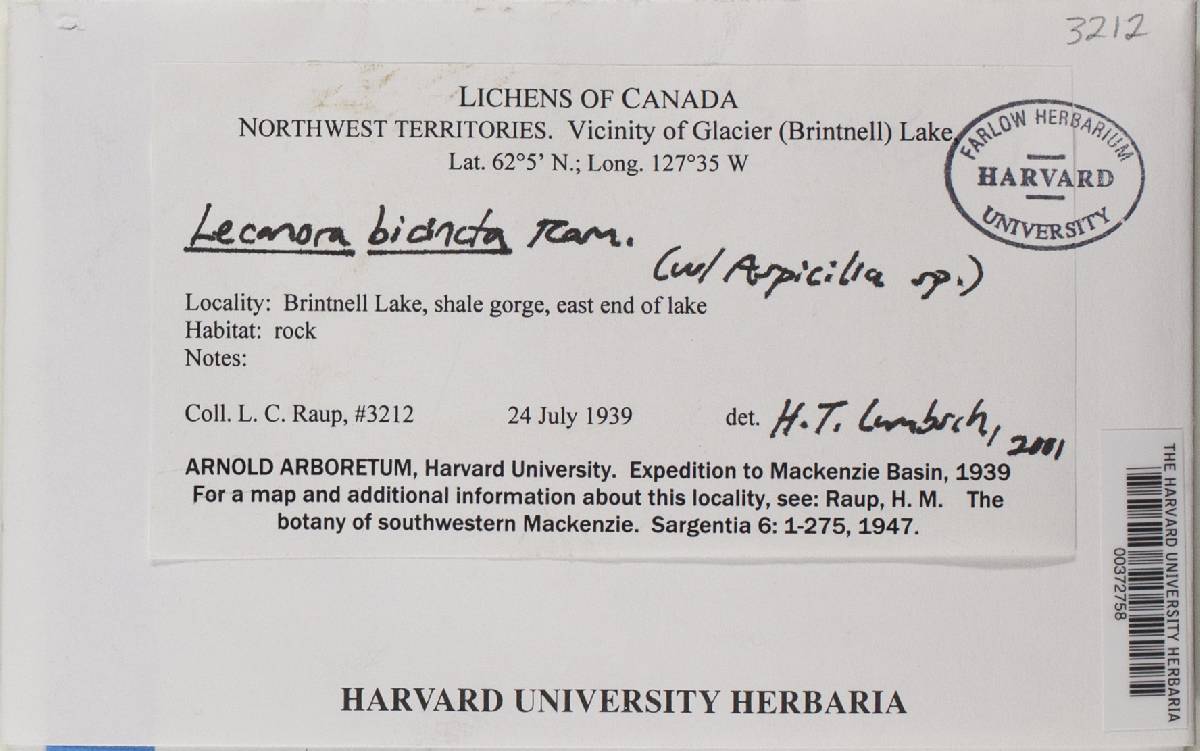 3212
LICHENS OF CANADA
NORTHWEST TERRITORIES. Vicinity of Glacier (Brintnell) Lake,
Lat. 62°5’ N.; Long. 127°35 W
FARLOW HERBARIUM
HARVARD
UNIVERSITY
Lecanora bicincta Ram.
(w/ Aspicilia sp.)
Locality: Brintnell Lake, shale gorge, east end of lake
Habitat: rock
Notes:
Coll. L. C. Raup, #3212 24 July 1939 det. H.T. Lumbsch, 2001
ARNOLD ARBORETUM, Harvard University. Expedition to Mackenzie Basin, 1939
For a map and additional information about this locality, see: Raup, H. M. The
botany of southwestern Mackenzie. Sargentia 6: 1-275, 1947.
THE HARVARD UNIVERSITY HERBARIA
00372758
HARVARD UNIVERSITY HERBARIA